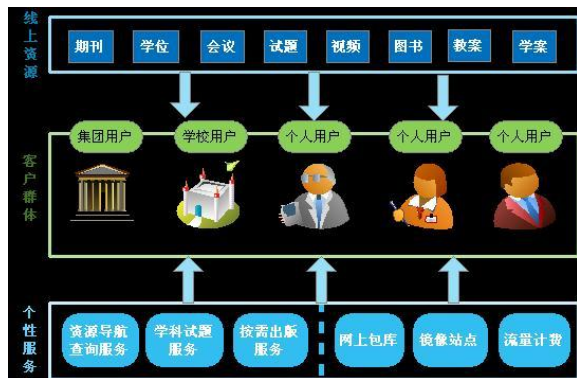 线上资源
期刊 学位 会议 试题 视频 图书 教案 学案
客户群体
集团用户 学校用户 个人用户 个人用户 个人用户
个性服务
资源导航
查询服务
学科试题
服务
按需出版
服务
网上包库
镜像站点
流量计费